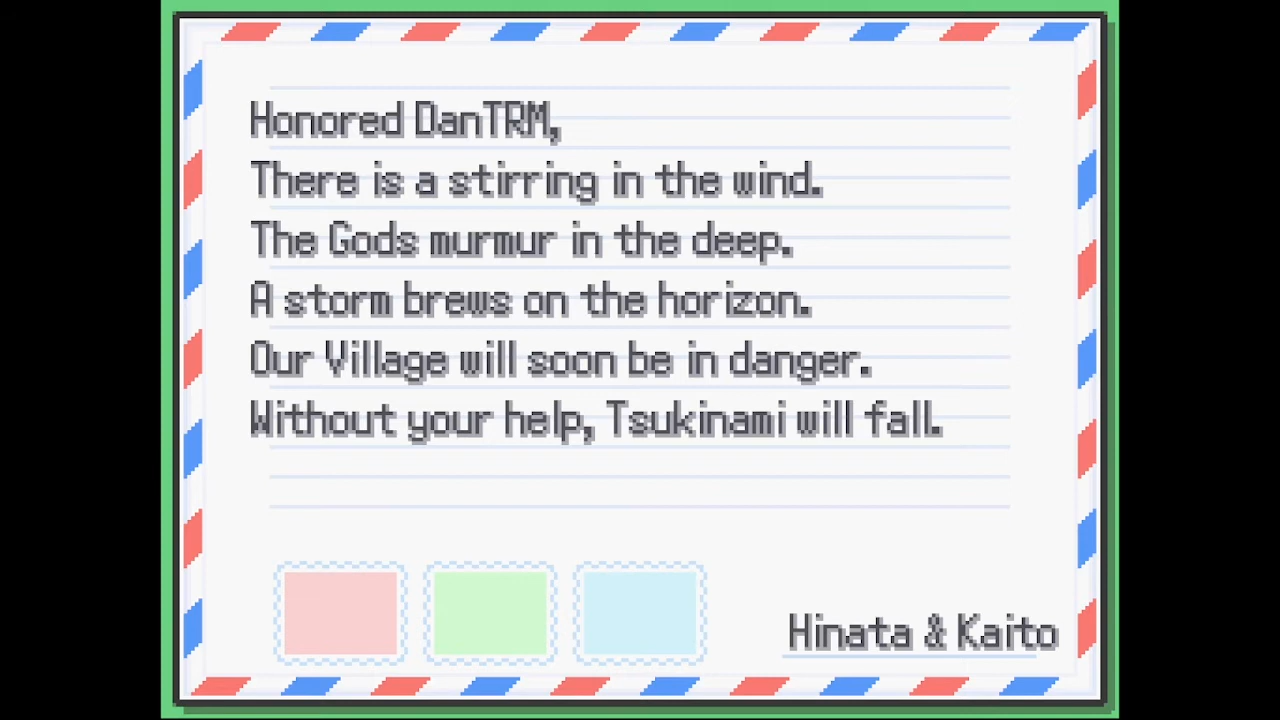 Honored DanTRM,
There is a stirring in the wind.
The Gods murmur in the deep.
A storm brews on the horizon.
Our Village will soon be in danger.
Without your help, Tsukinami will fall.
Hinata & Kaito